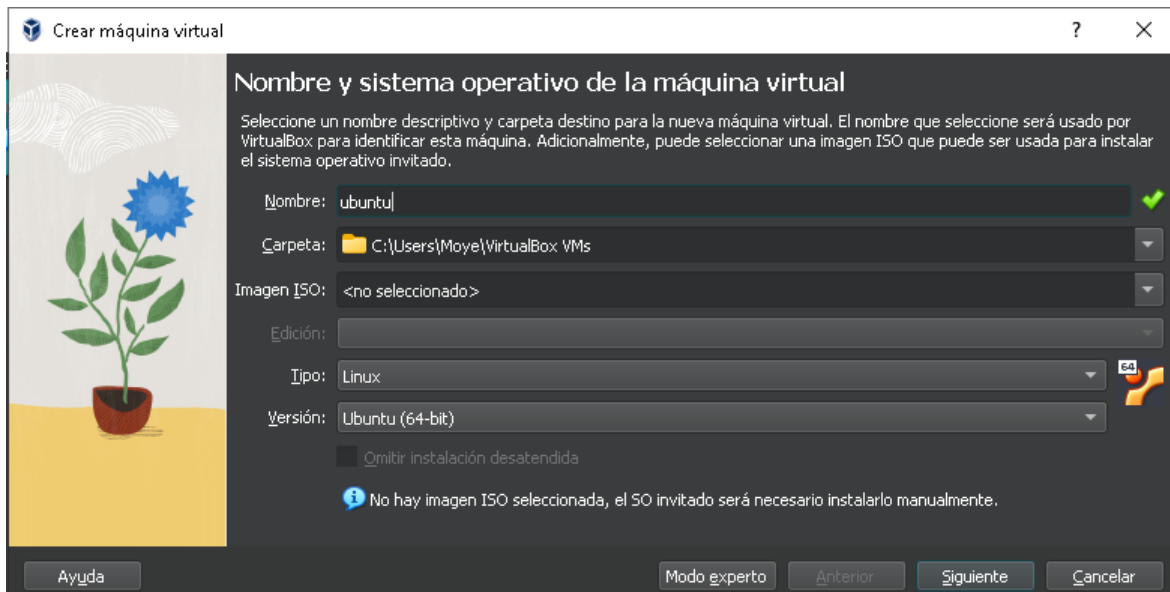 Crear máquina virtual
?
Nombre y sistema operativo de la máquina virtual
Seleccione un nombre descriptivo y carpeta destino para la nueva máquina virtual. El nombre que seleccione será usado por
VirtualBox para identificar esta máquina. Adicionalmente, puede seleccionar una imagen ISO que puede ser usada para instalar
el sistema operativo invitado.
Nombre: ubuntu
Carpeta: C:\Users\Moye\VirtualBox VMs
Imagen ISO: <no seleccionado>
Edición:
Tipo: Linux
64
Versión: Ubuntu (64-bit)
Omitir instalación desatendida
No hay imagen ISO seleccionada, el SO invitado será necesario instalarlo manualmente.
Ayuda Modo experto Anterior Siguiente Cancelar